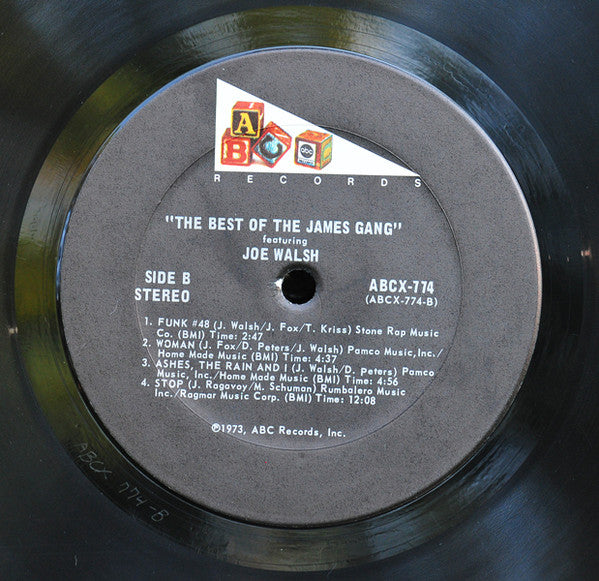 A
B C abc
RECORDS
"THE BEST OF THE JAMES GANG"
featuring
JOE WALSH
SIDE B
STEREO
ABCX-774
(ABCX-774-B)
1. FUNK #48 (J. Walsh/J. Fox/T. Kriss) Stone Rap Music
Co. (BMI) Time: 2:47
2. WOMAN (J. Fox/D. Peters/J. Walsh) Pamco Music, Inc./
Home Made Music (BMI) Time: 4:37
3. ASHES, THE RAIN AND I (J. Walsh/D. Peters) Pamco
Music, Inc./Home Made Music (BMI) Time: 4:56
4. STOP (J. Ragavoy/M. Schuman) Rumbalero Music
Inc./Ragmar Music Corp. (BMI) Time: 12:08
℗1973, ABC Records, Inc.
ABCX-774-B